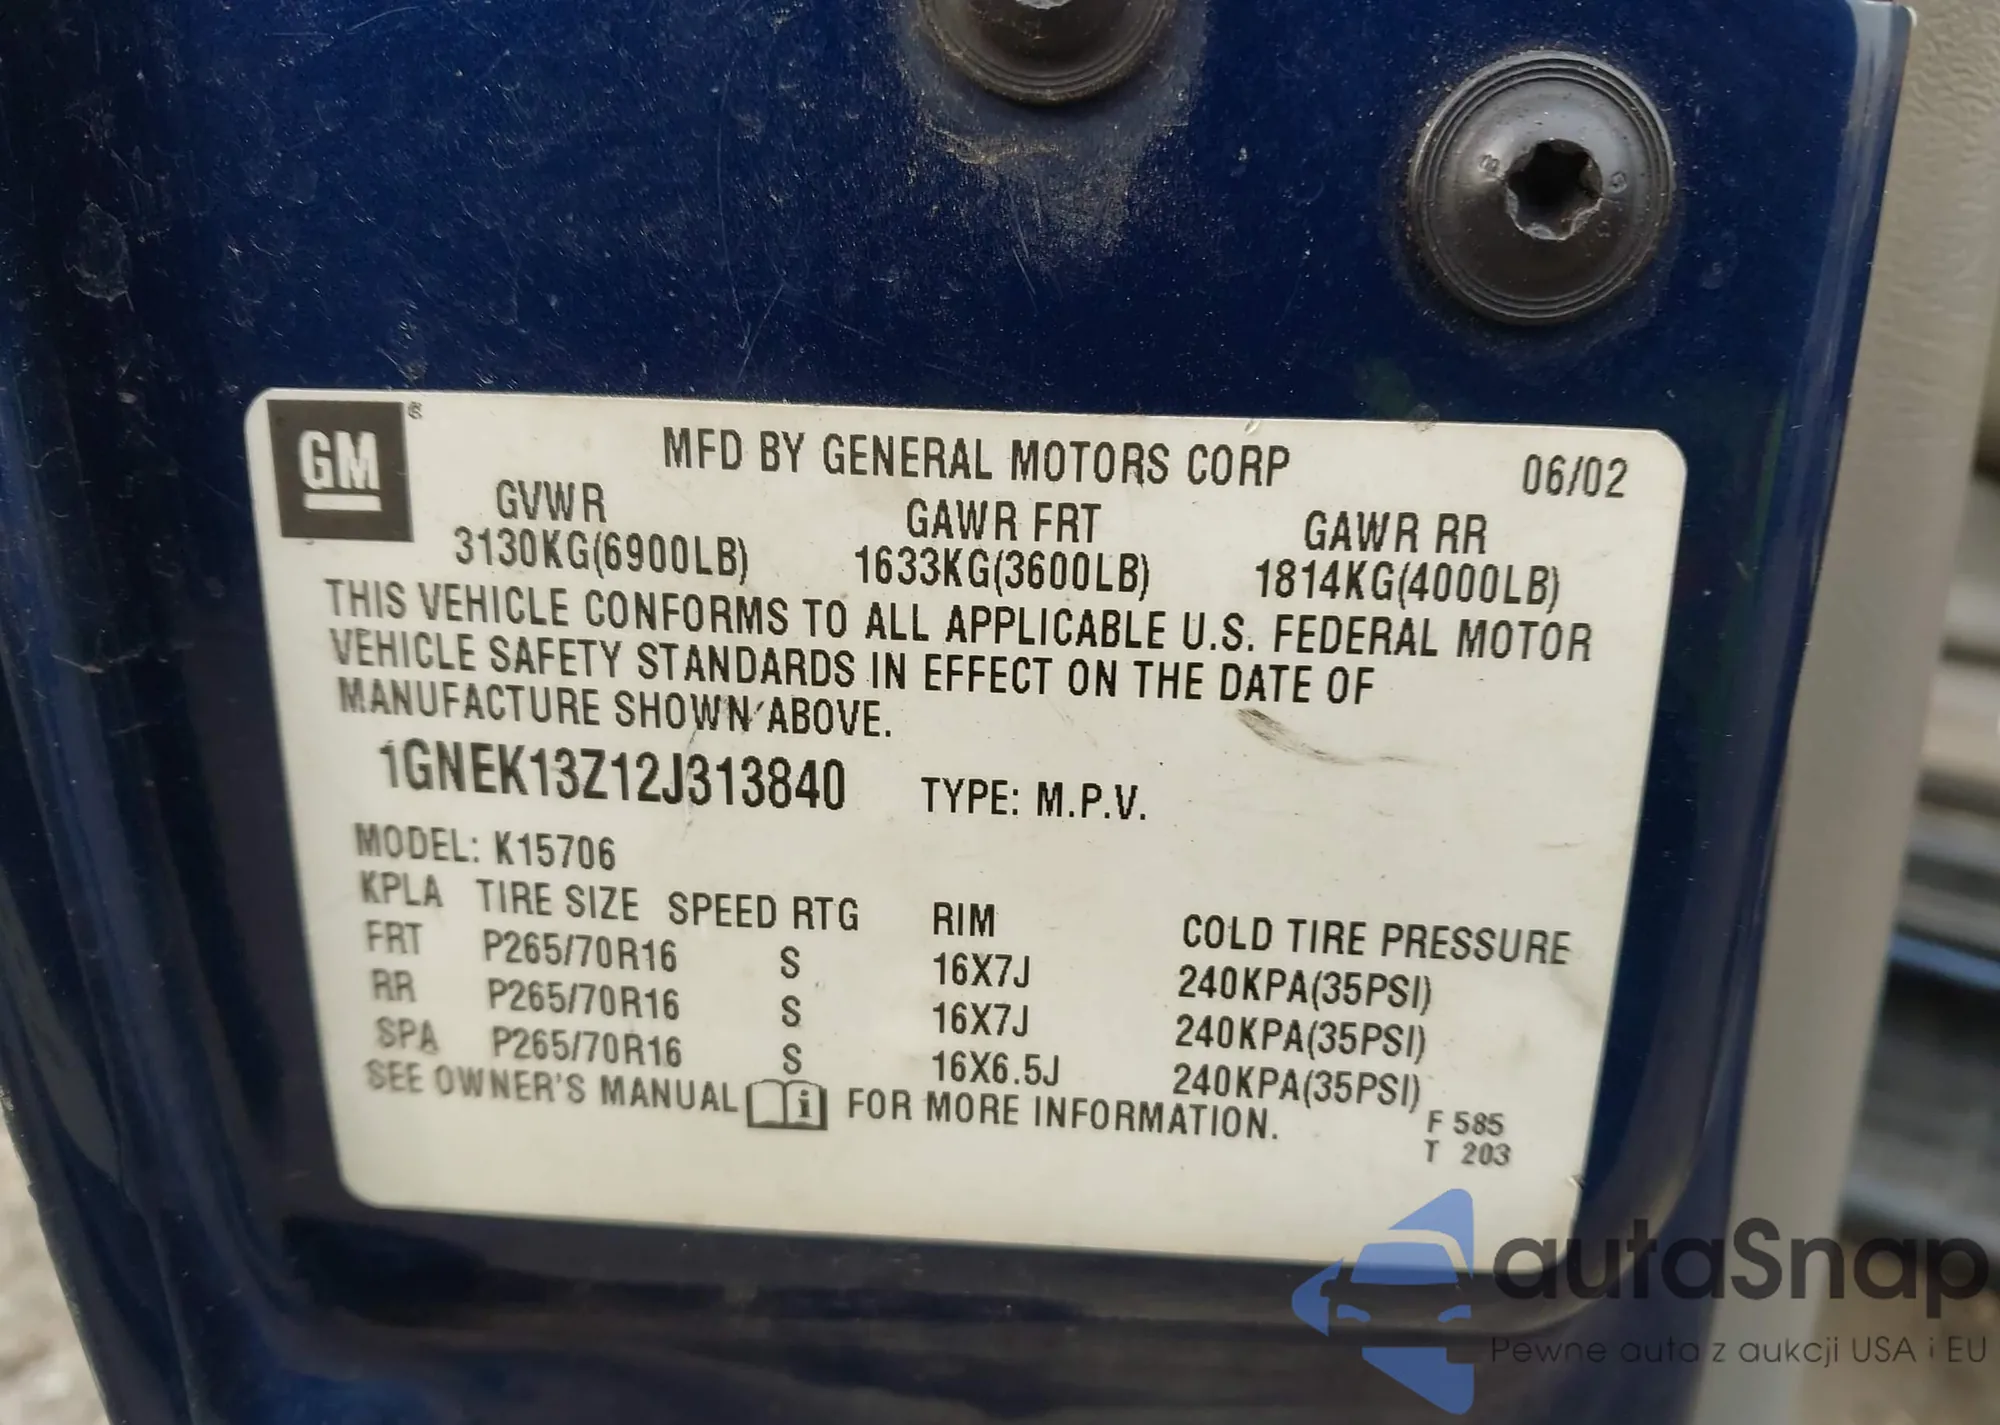 GM®
MFD BY GENERAL MOTORS CORP 06/02
GVWR GAWR FRT GAWR RR
3130KG(6900LB) 1633KG(3600LB) 1814KG(4000LB)
THIS VEHICLE CONFORMS TO ALL APPLICABLE U.S. FEDERAL MOTOR
VEHICLE SAFETY STANDARDS IN EFFECT ON THE DATE OF
MANUFACTURE SHOWN ABOVE.
1GNEK13Z12J313840 TYPE: M.P.V.
MODEL: K15706
KPLA TIRE SIZE SPEED RTG RIM COLD TIRE PRESSURE
FRT P265/70R16 S 16X7J 240KPA(35PSI)
RR P265/70R16 S 16X7J 240KPA(35PSI)
SPA P265/70R16 S 16X6.5J 240KPA(35PSI)
SEE OWNER'S MANUAL i FOR MORE INFORMATION.
F 585
T 203
autaSnap
Pewne auta z aukcji USA i EU